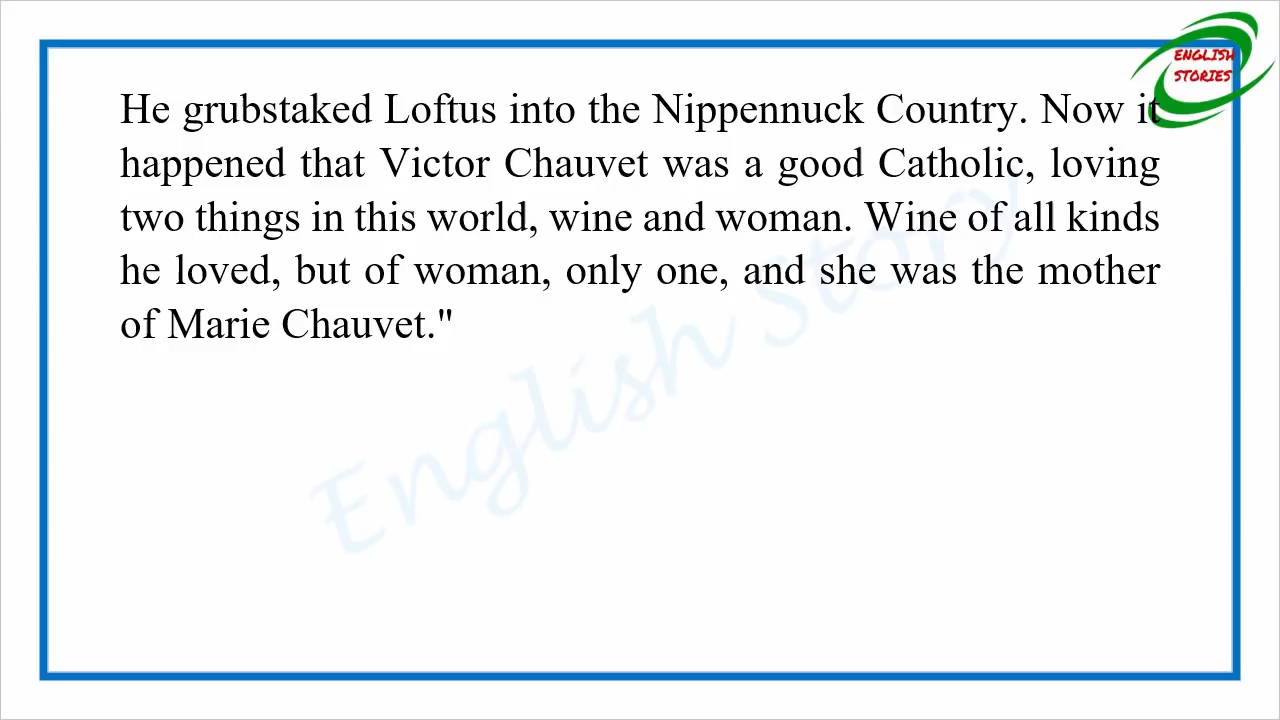 ENGLISH
STORIES
He grubstaked Loftus into the Nippennuck Country. Now it
happened that Victor Chauvet was a good Catholic, loving
two things in this world, wine and woman. Wine of all kinds
he loved, but of woman, only one, and she was the mother
of Marie Chauvet."
English Story